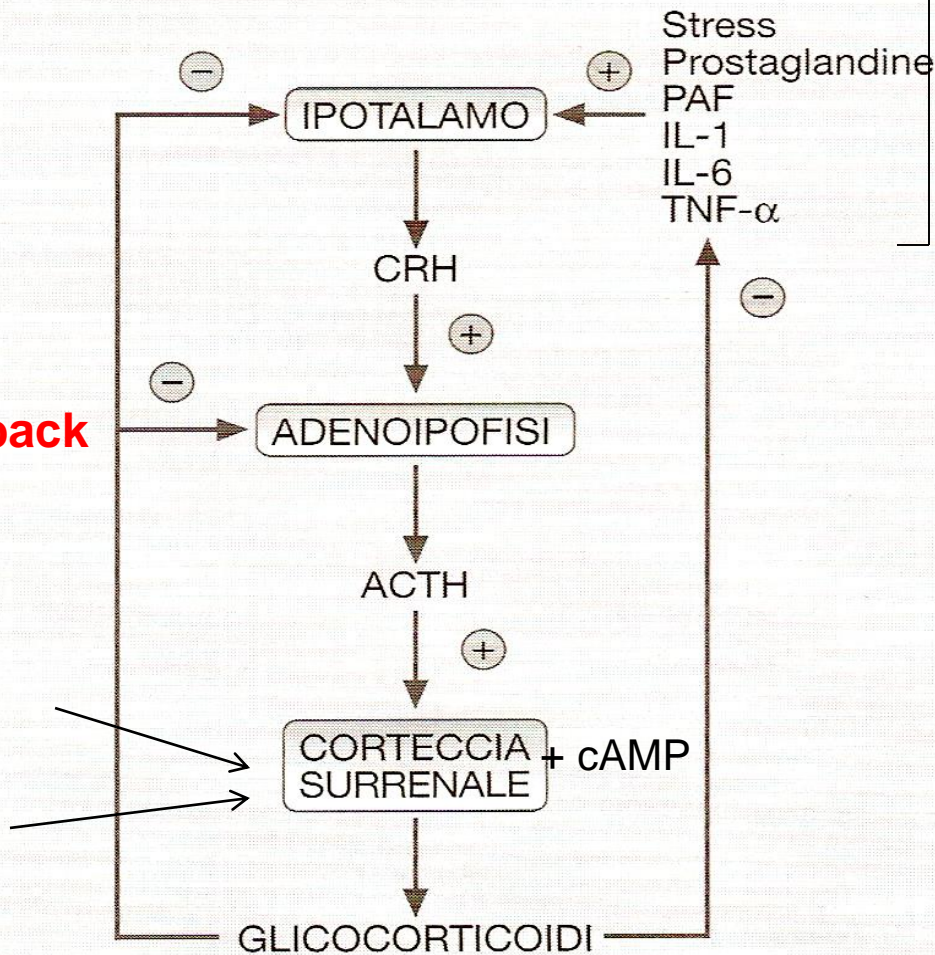 Stress
Prostaglandine
PAF
IL-1
IL-6
TNF-α
−
+
IPOTALAMO
CRH
−
+
−
back
ADENOIPOFISI
ACTH
+
CORTECCIA
SURRENALE
+ cAMP
GLICOCORTICOIDI